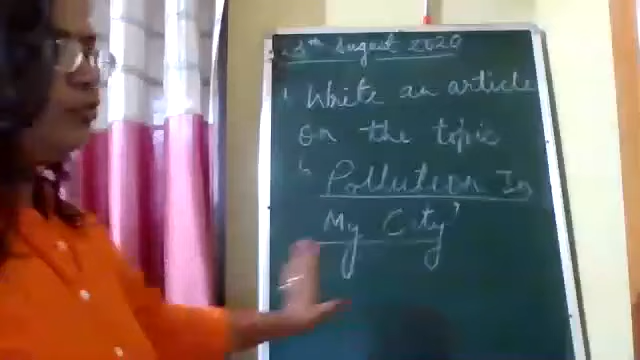 August 2020
Write an article
on the topic
' Pollution In
My City'